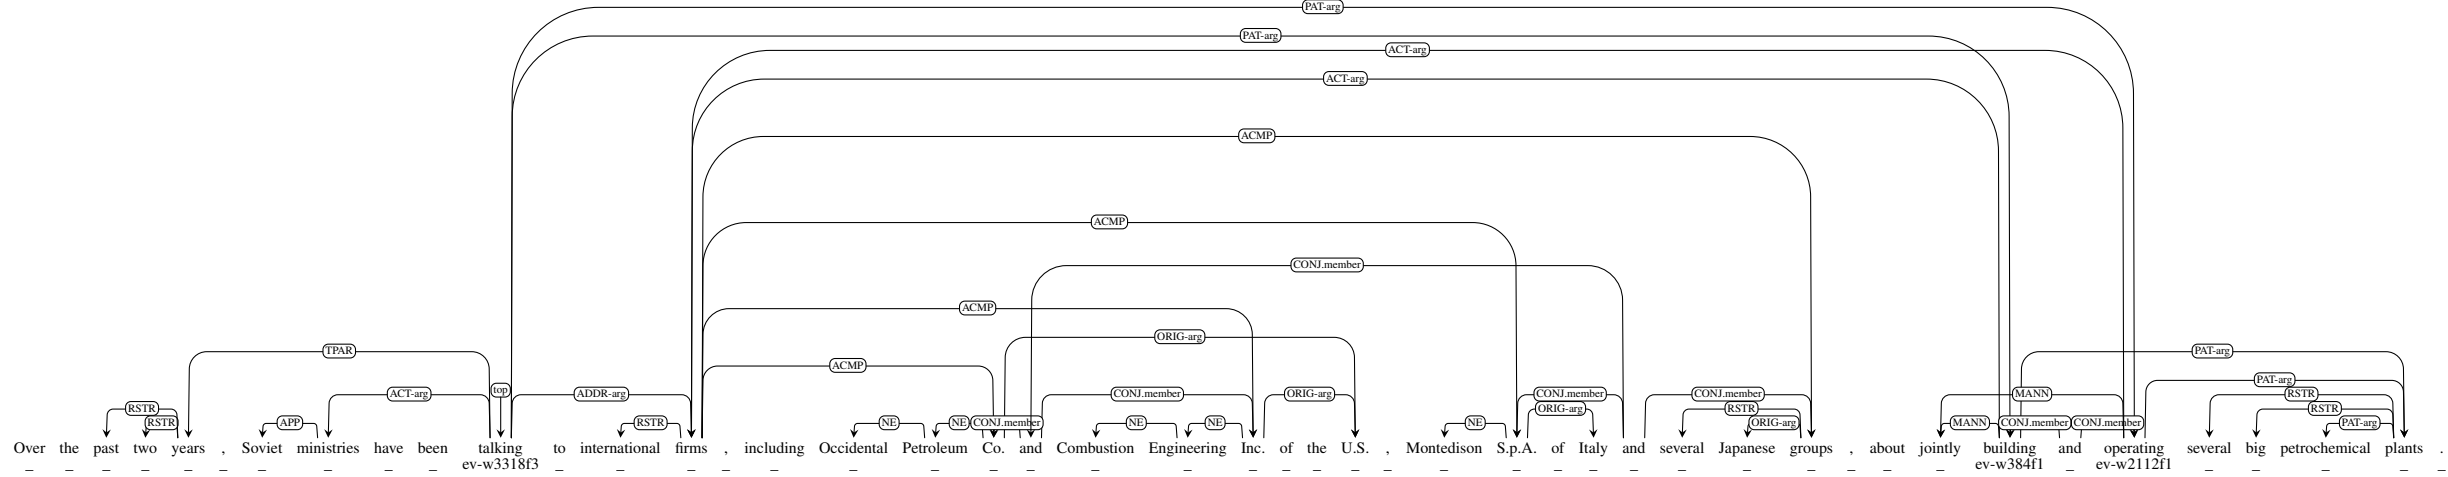 PAT-arg
PAT-arg
ACT-arg
ACT-arg
ACMP
ACMP
CONJ.member
ACMP
ORIG-arg
TPAR
PAT-arg
ACMP
PAT-arg
top
ACT-arg
ADDR-arg
CONJ.member
ORIG-arg
CONJ.member
CONJ.member
MANN
RSTR
RSTR
ORIG-arg
RSTR
RSTR
RSTR
APP
RSTR
NE
NE
CONJ.member
NE
NE
NE
ORIG-arg
MANN
CONJ.member
CONJ.member
PAT-arg
Over the past two years , Soviet ministries have been talking to international firms , including Occidental Petroleum Co. and Combustion Engineering Inc. of the U.S. , Montedison S.p.A. of Italy and several Japanese groups , about jointly building and operating several big petrochemical plants .
_ _ _ _ _ _ _ _ _ _ ev-w3318f3 _ _ _ _ _ _ _ _ _ _ _ _ _ _ _ _ _ _ _ _ _ _ _ _ _ _ _ ev-w384f1 _ ev-w2112f1 _ _ _ _ _